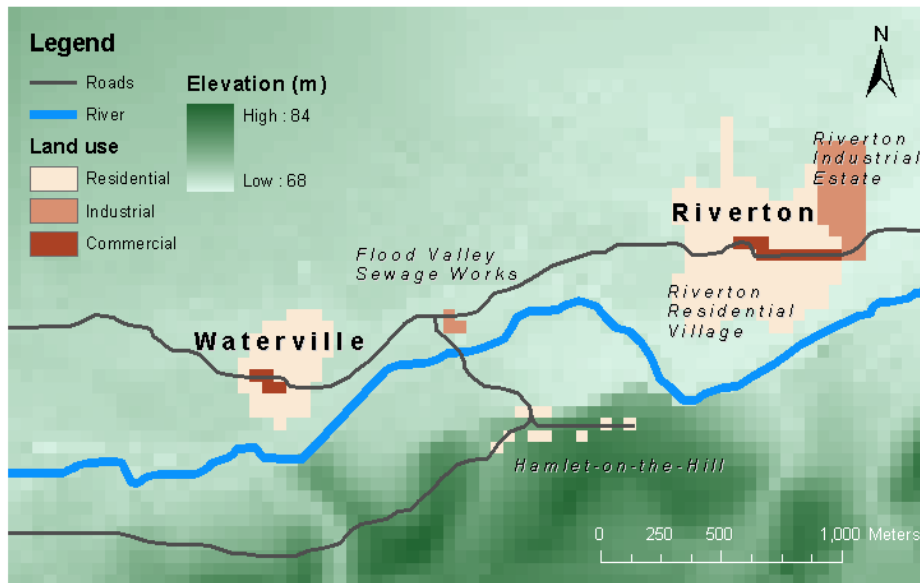 Legend
Roads
River
Land use
Residential
Industrial
Commercial
Elevation (m)
High : 84
Low : 68
N
Riverton
Industrial
Estate
Riverton
Flood Valley
Sewage Works
Riverton
Residential
Village
Waterville
Hamlet-on-the-Hill
0 250 500 1,000 Meters